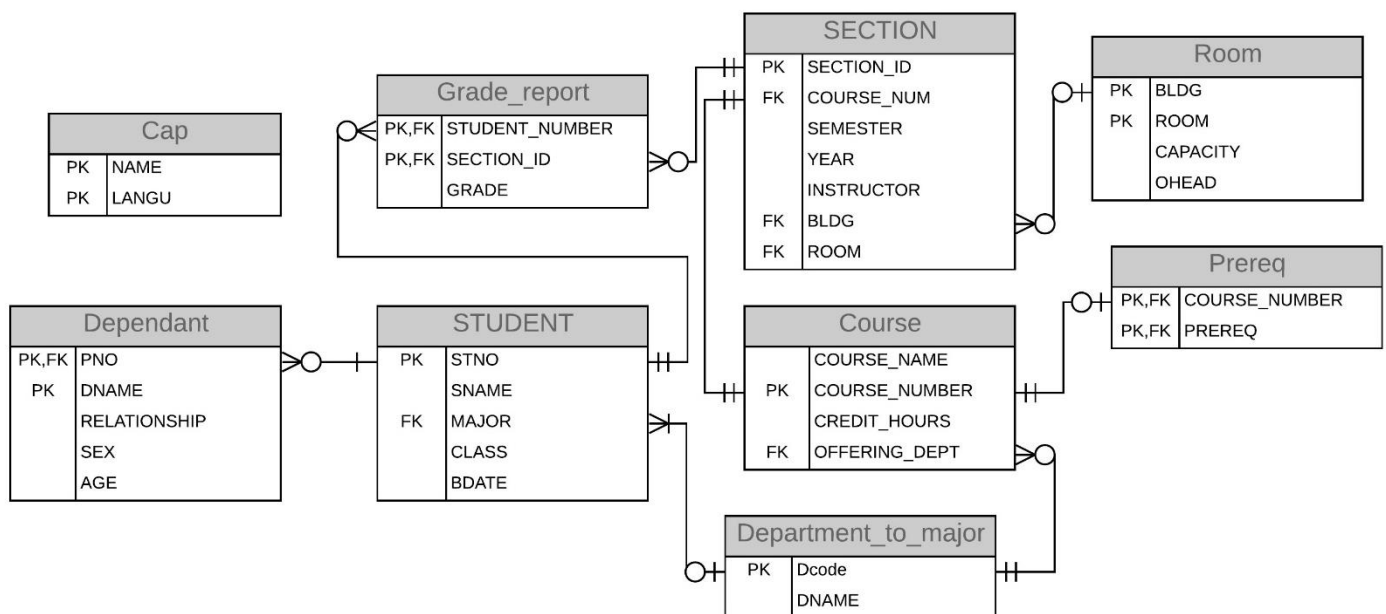 Cap
PK NAME
PK LANGU
Grade_report
PK,FK STUDENT_NUMBER
PK,FK SECTION_ID
GRADE
SECTION
PK SECTION_ID
FK COURSE_NUM
SEMESTER
YEAR
INSTRUCTOR
FK BLDG
FK ROOM
Room
PK BLDG
PK ROOM
CAPACITY
OHEAD
Dependant
PK,FK PNO
PK DNAME
RELATIONSHIP
SEX
AGE
STUDENT
PK STNO
SNAME
FK MAJOR
CLASS
BDATE
Course
COURSE_NAME
PK COURSE_NUMBER
CREDIT_HOURS
FK OFFERING_DEPT
Prereq
PK,FK COURSE_NUMBER
PK,FK PREREQ
Department_to_major
PK Dcode
DNAME